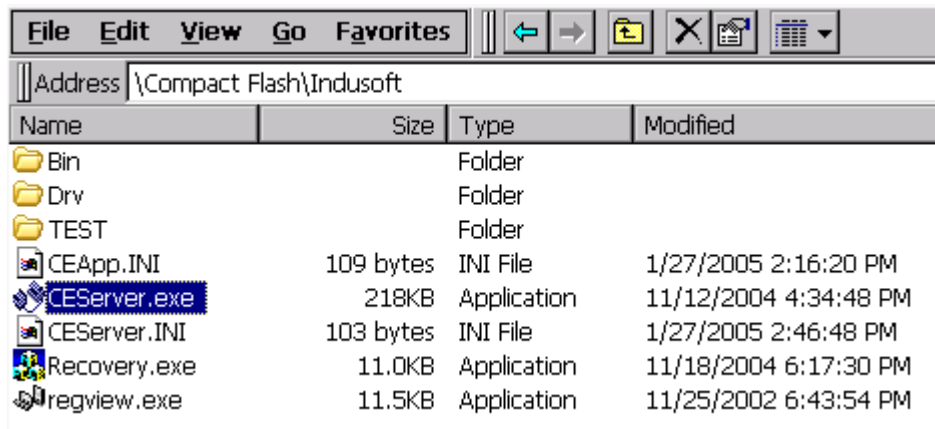 File Edit View Go Favorites
Address \Compact Flash\Indusoft
Name Size Type Modified
Bin Folder
Drv Folder
TEST Folder
CEApp.INI 109 bytes INI File 1/27/2005 2:16:20 PM
CEServer.exe 218KB Application 11/12/2004 4:34:48 PM
CEServer.INI 103 bytes INI File 1/27/2005 2:46:48 PM
Recovery.exe 11.0KB Application 11/18/2004 6:17:30 PM
regview.exe 11.5KB Application 11/25/2002 6:43:54 PM